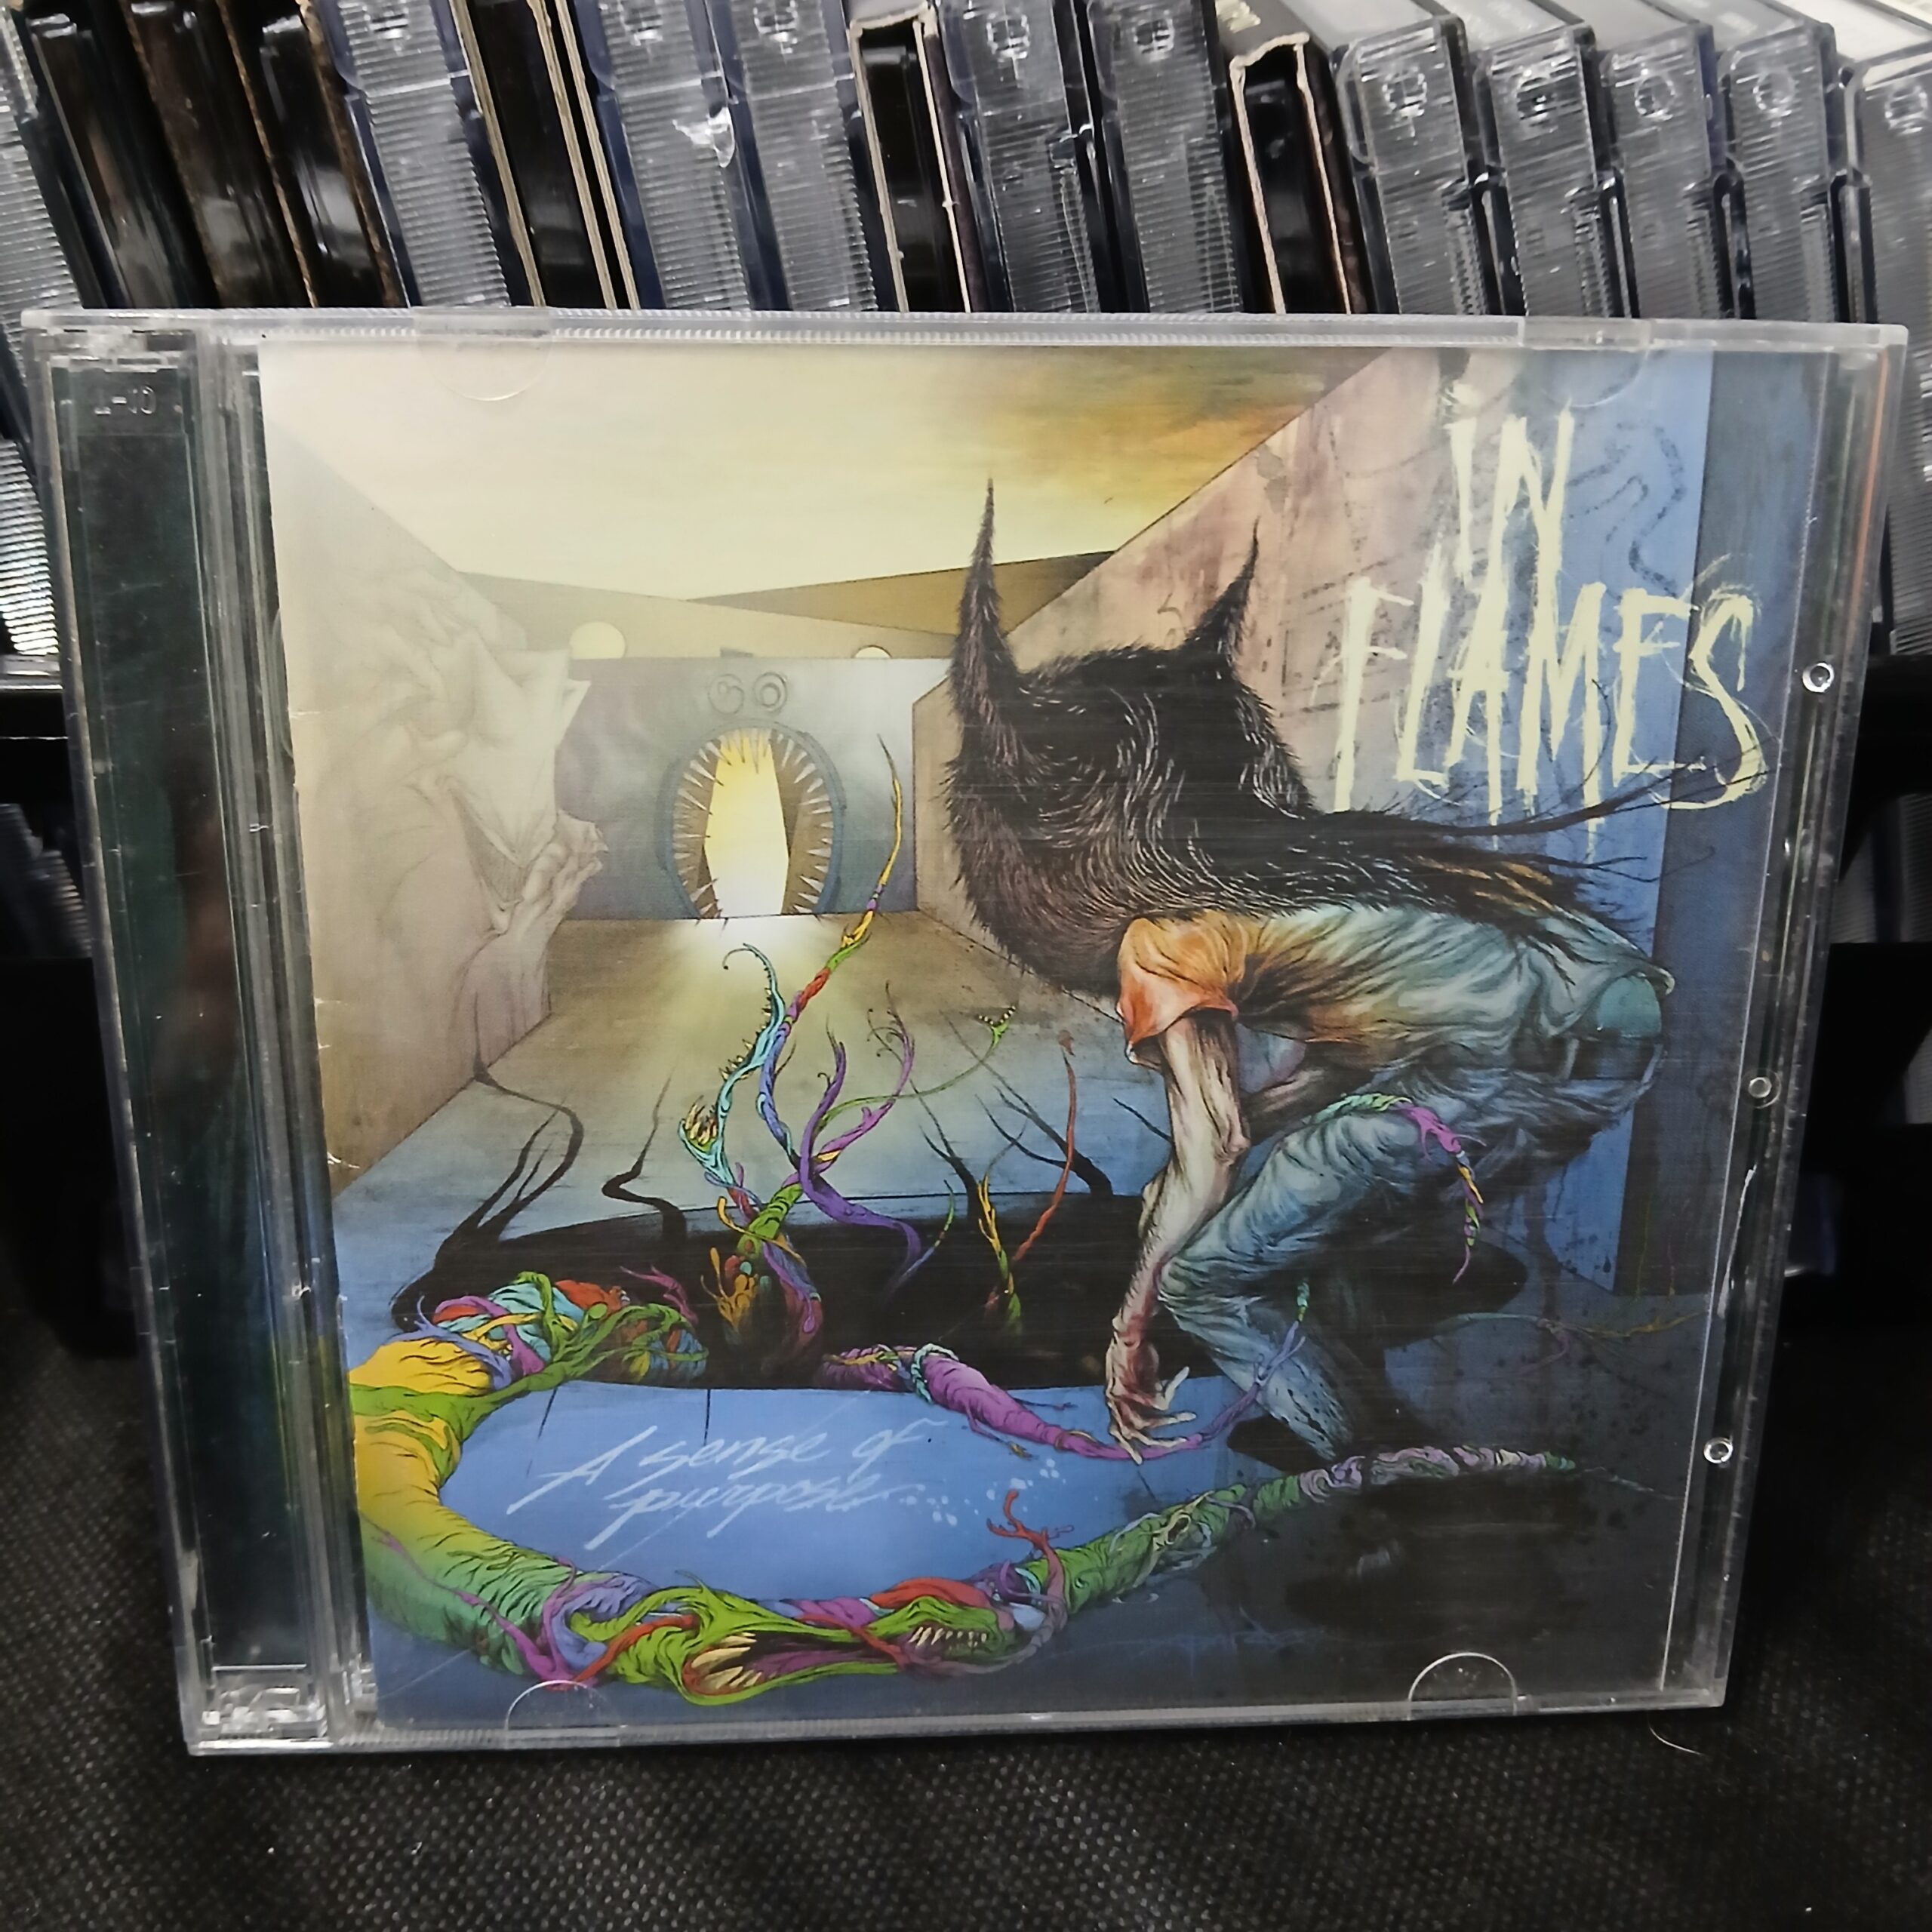 IN
FLAMES
A sense of
purpose